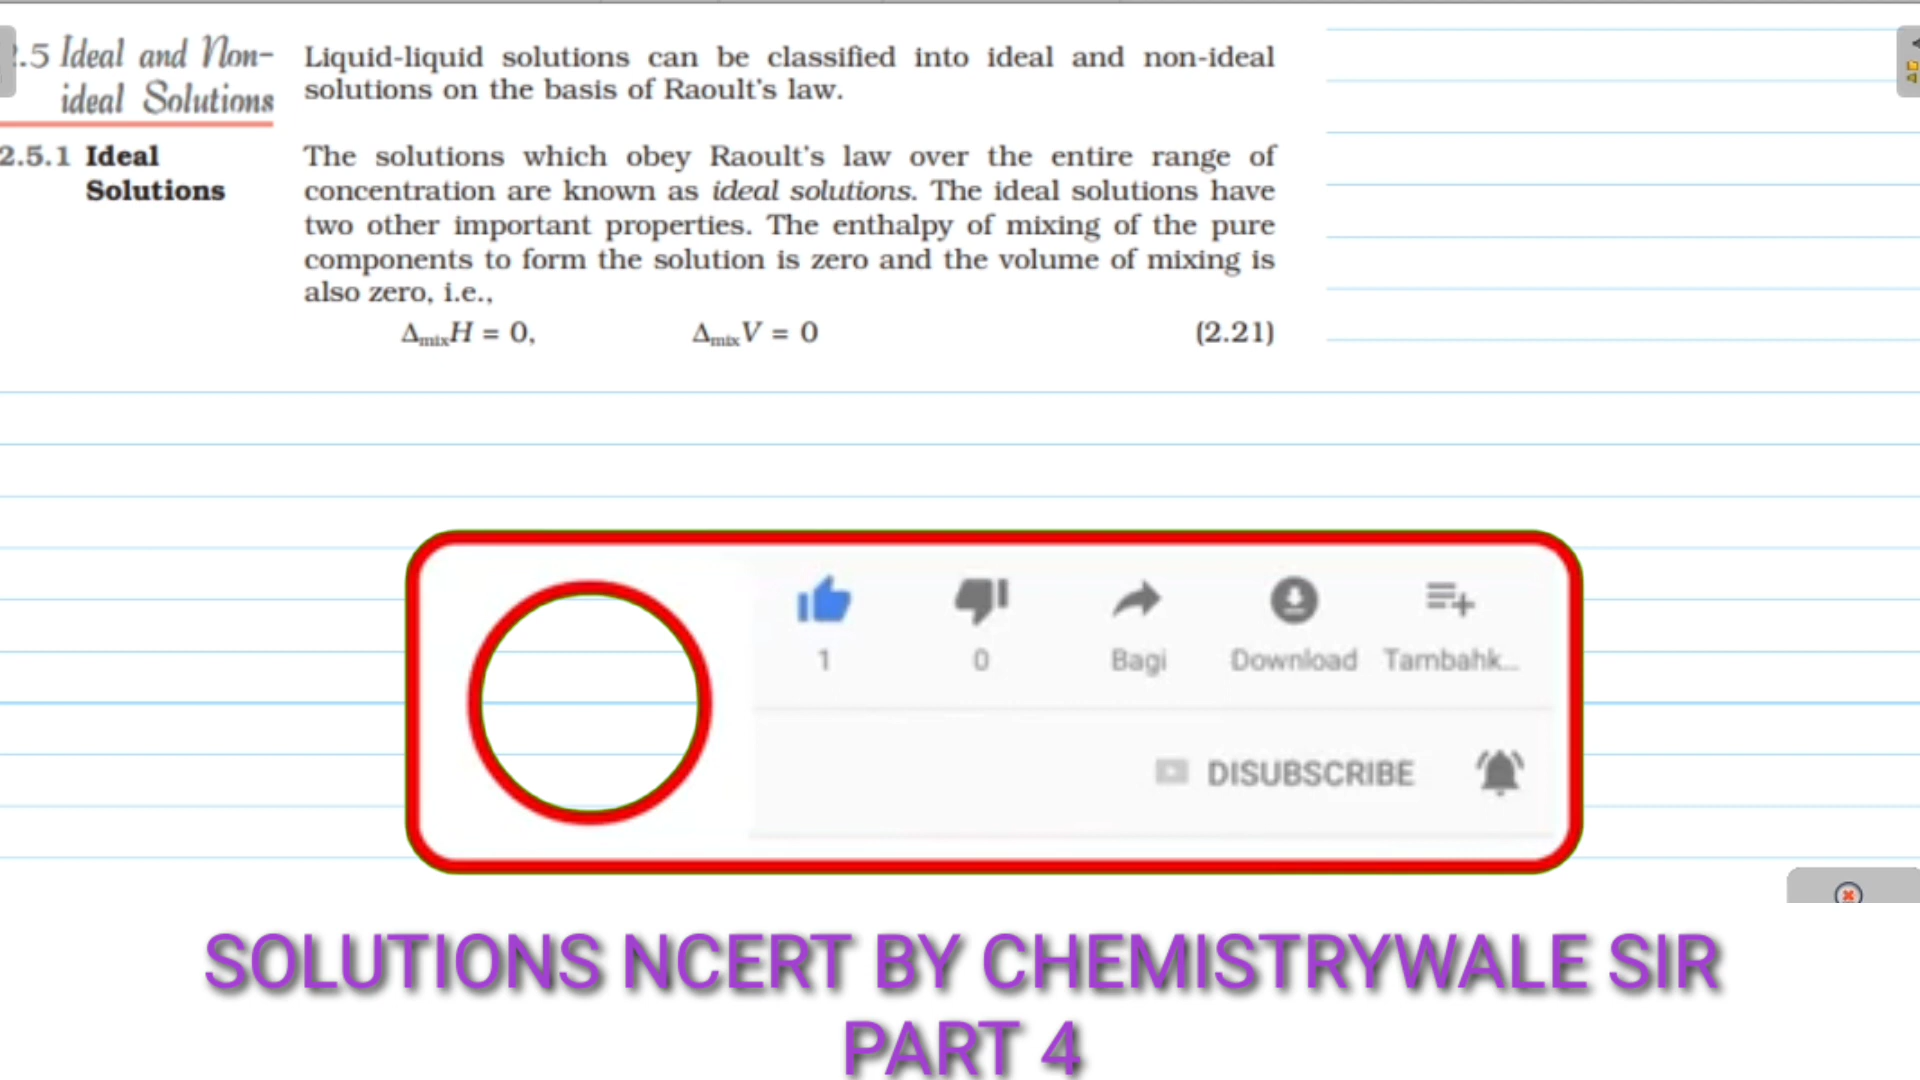 .5 Ideal and Non-
ideal Solutions
Liquid-liquid solutions can be classified into ideal and non-ideal
solutions on the basis of Raoult's law.
2.5.1 Ideal
Solutions
The solutions which obey Raoult's law over the entire range of
concentration are known as ideal solutions. The ideal solutions have
two other important properties. The enthalpy of mixing of the pure
components to form the solution is zero and the volume of mixing is
also zero, i.e.,
ΔmixH = 0, ΔmixV = 0 (2.21)
1 0 Bagi Download Tambahk...
DISUBSCRIBE
SOLUTIONS NCERT BY CHEMISTRYWALE SIR
PART 4